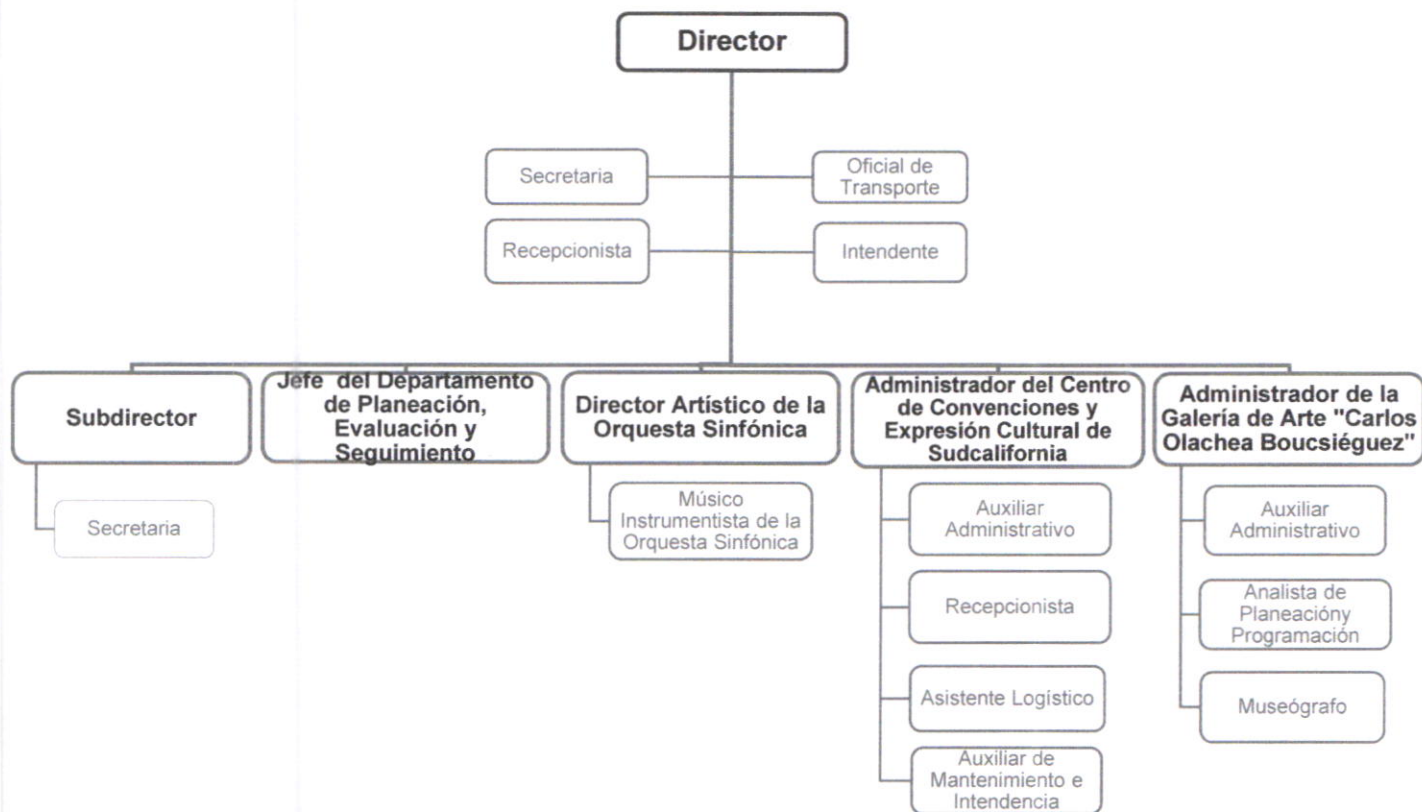 Director
Secretaria
Oficial de
Transporte
Recepcionista
Intendente
Subdirector
Jefe del Departamento
de Planeación,
Evaluación y
Seguimiento
Director Artístico de la
Orquesta Sinfónica
Administrador del Centro
de Convenciones y
Expresión Cultural de
Sudcalifornia
Administrador de la
Galería de Arte "Carlos
Olachea Boucsiéguez"
Secretaria
Músico
Instrumentista de la
Orquesta Sinfónica
Auxiliar
Administrativo
Recepcionista
Asistente Logístico
Auxiliar de
Mantenimiento e
Intendencia
Auxiliar
Administrativo
Analista de
Planeacióny
Programación
Museógrafo